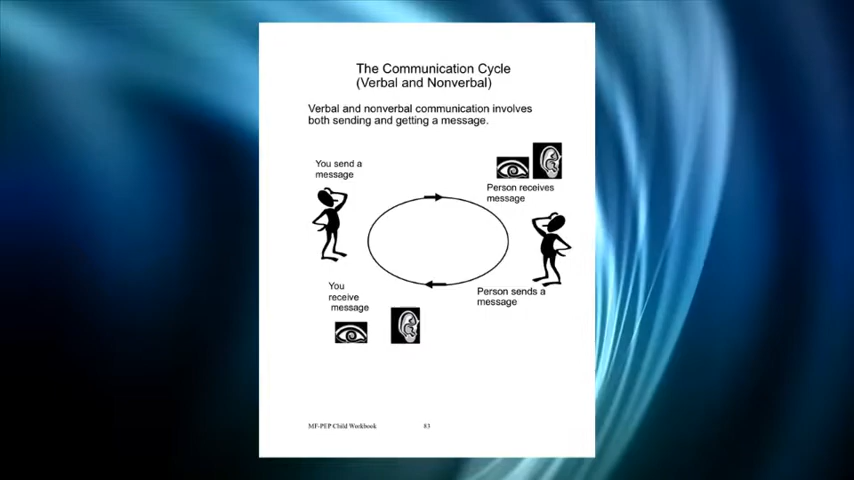 The Communication Cycle
(Verbal and Nonverbal)
Verbal and nonverbal communication involves
both sending and getting a message.
You send a
message
Person receives
message
You
receive
message
Person sends a
message
MF-PEP Child Workbook 83